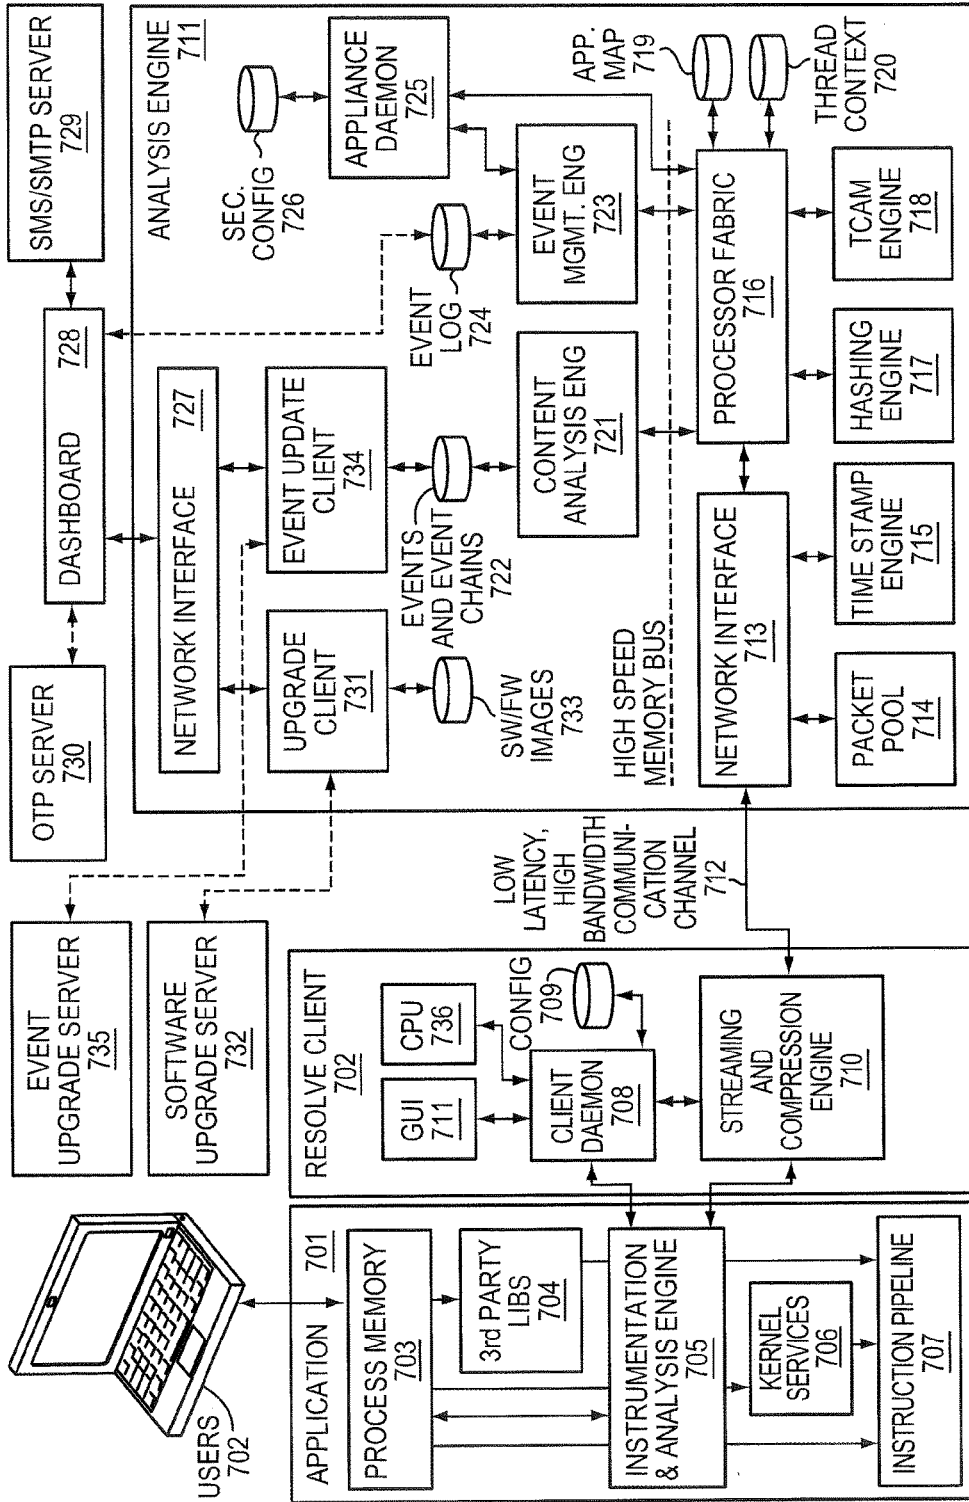 USERS
702
APPLICATION 701
PROCESS MEMORY
703
3rd PARTY
LIBS
704
INSTRUMENTATION
& ANALYSIS ENGINE
705
KERNEL
SERVICES
706
INSTRUCTION PIPELINE
707
EVENT
UPGRADE SERVER
735
SOFTWARE
UPGRADE SERVER
732
RESOLVE CLIENT
702
GUI
711
CPU
736
CONFIG
709
CLIENT
DAEMON
708
STREAMING
AND
COMPRESSION
ENGINE
710
LOW
LATENCY,
HIGH
BANDWIDTH
COMMUNI-
CATION
CHANNEL
712
OTP SERVER
730
DASHBOARD 728
SMS/SMTP SERVER
729
ANALYSIS ENGINE
711
NETWORK INTERFACE 727
UPGRADE
CLIENT
731
EVENT UPDATE
CLIENT
734
SW/FW
IMAGES
733
EVENTS
AND EVENT
CHAINS
722
EVENT
LOG
724
SEC.
CONFIG
726
APPLIANCE
DAEMON
725
CONTENT
ANALYSIS ENG
721
EVENT
MGMT. ENG
723
HIGH SPEED
MEMORY BUS
NETWORK INTERFACE
713
PROCESSOR FABRIC
716
APP.
MAP
719
THREAD
CONTEXT
720
PACKET
POOL
714
TIME STAMP
ENGINE
715
HASHING
ENGINE
717
TCAM
ENGINE
718